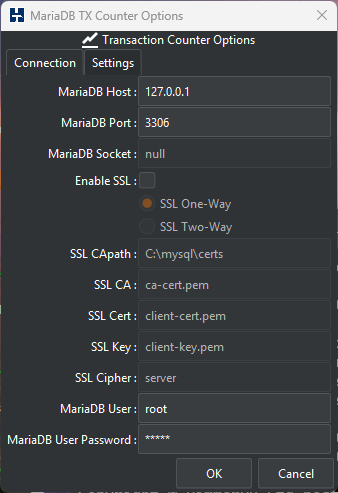 MariaDB TX Counter Options
Transaction Counter Options
Connection Settings
MariaDB Host : 127.0.0.1
MariaDB Port : 3306
MariaDB Socket : null
Enable SSL :
SSL One-Way
SSL Two-Way
SSL CApath : C:\mysql\certs
SSL CA : ca-cert.pem
SSL Cert : client-cert.pem
SSL Key : client-key.pem
SSL Cipher : server
MariaDB User : root
MariaDB User Password : *****
OK Cancel